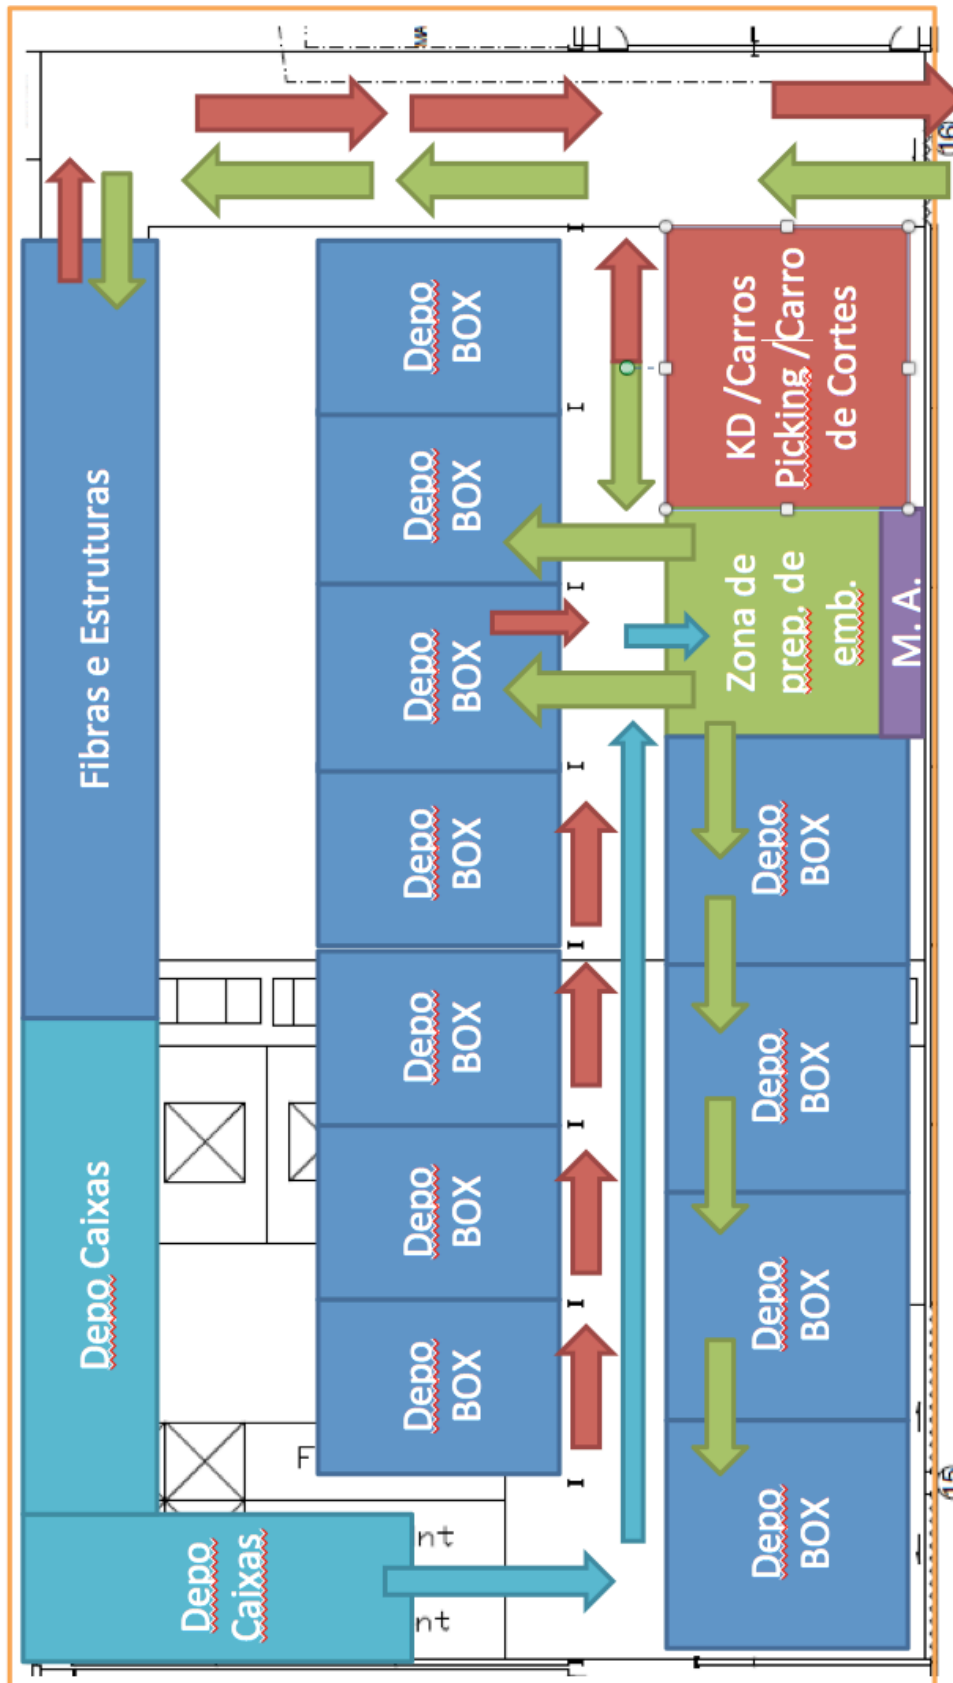 Fibras e Estruturas
Depo Caixas
Depo
Caixas
Depo
BOX
Depo
BOX
Depo
BOX
Depo
BOX
Depo
BOX
Depo
BOX
Depo
BOX
KD /Carros
Picking /Carro
de Cortes
Zona de
prep. de
emb.
M. A.
Depo
BOX
Depo
BOX
Depo
BOX
Depo
BOX
F
nt
nt
(16)
(15)